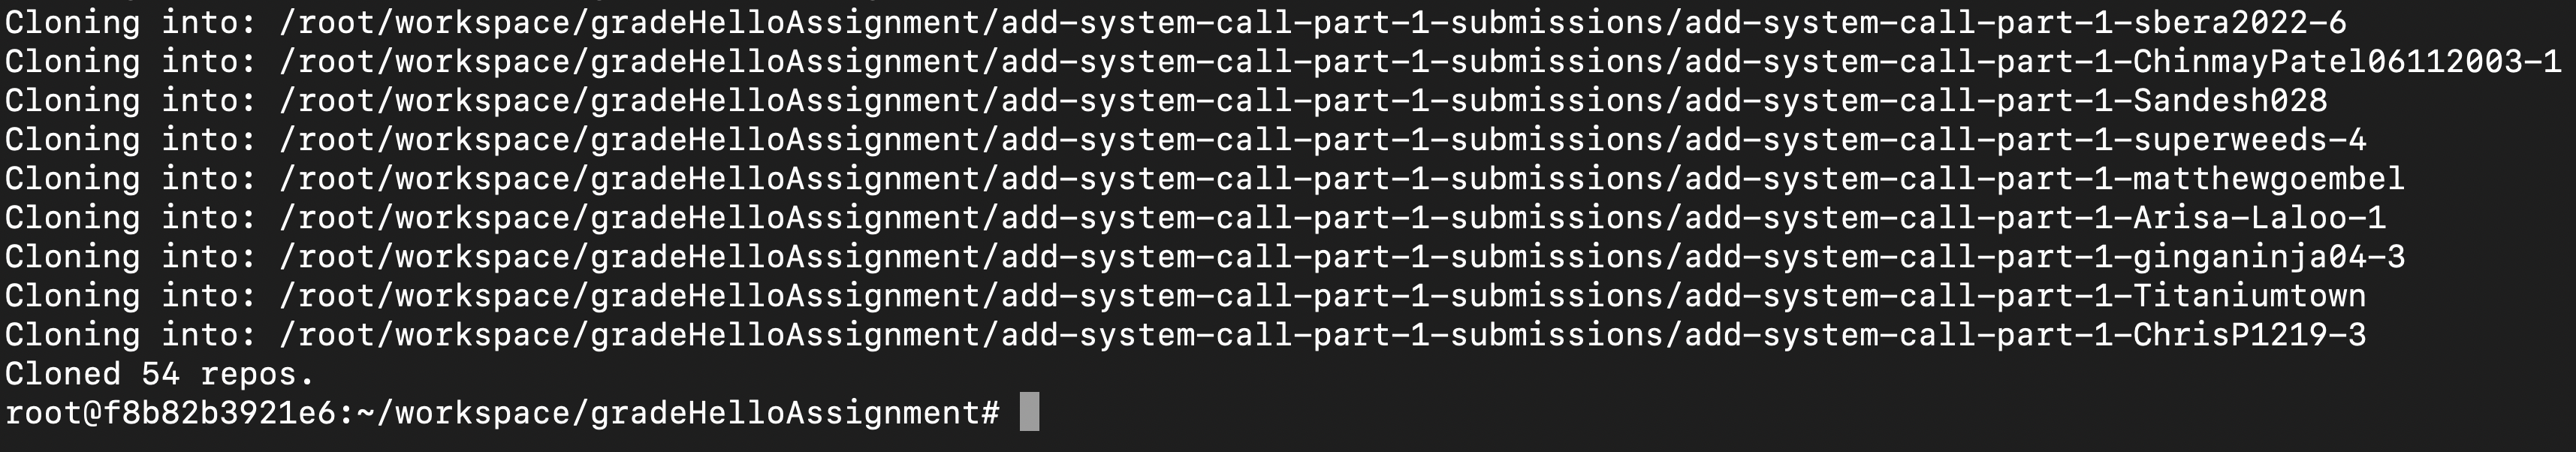 Cloning into: /root/workspace/gradeHelloAssignment/add-system-call-part-1-submissions/add-system-call-part-1-sbera2022-6
Cloning into: /root/workspace/gradeHelloAssignment/add-system-call-part-1-submissions/add-system-call-part-1-ChinmayPatel06112003-1
Cloning into: /root/workspace/gradeHelloAssignment/add-system-call-part-1-submissions/add-system-call-part-1-Sandesh028
Cloning into: /root/workspace/gradeHelloAssignment/add-system-call-part-1-submissions/add-system-call-part-1-superweeds-4
Cloning into: /root/workspace/gradeHelloAssignment/add-system-call-part-1-submissions/add-system-call-part-1-matthewgoembel
Cloning into: /root/workspace/gradeHelloAssignment/add-system-call-part-1-submissions/add-system-call-part-1-Arisa-Laloo-1
Cloning into: /root/workspace/gradeHelloAssignment/add-system-call-part-1-submissions/add-system-call-part-1-ginganinja04-3
Cloning into: /root/workspace/gradeHelloAssignment/add-system-call-part-1-submissions/add-system-call-part-1-Titaniumtown
Cloning into: /root/workspace/gradeHelloAssignment/add-system-call-part-1-submissions/add-system-call-part-1-ChrisP1219-3
Cloned 54 repos.
root@f8b82b3921e6:~/workspace/gradeHelloAssignment#